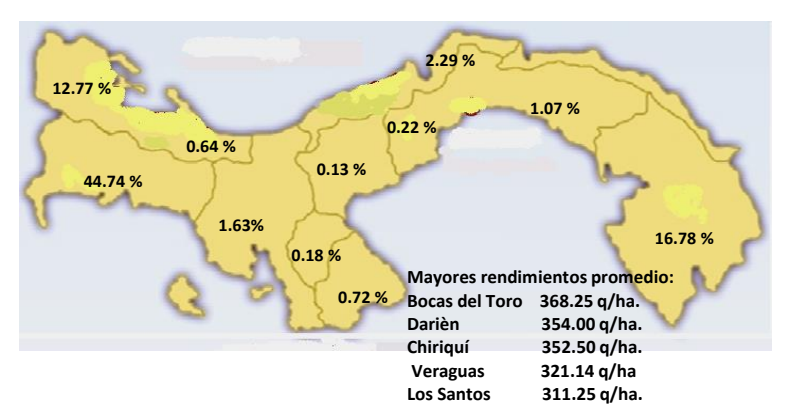 2.29 %
12.77 %
1.07 %
0.22 %
0.64 %
0.13 %
44.74 %
1.63%
16.78 %
0.18 %
0.72 %
Mayores rendimientos promedio:
Bocas del Toro 368.25 q/ha.
Darièn 354.00 q/ha.
Chiriquí 352.50 q/ha.
Veraguas 321.14 q/ha
Los Santos 311.25 q/ha.